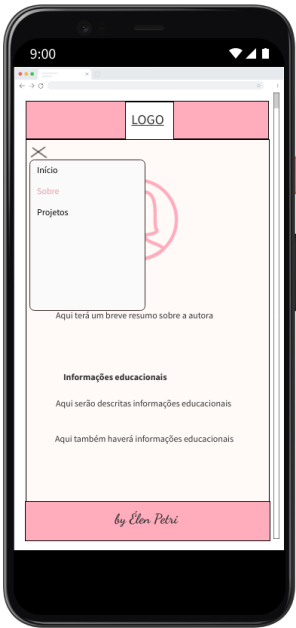 9:00
LOGO
Início
Sobre
Projetos
Aqui terá um breve resumo sobre a autora
Informações educacionais
Aqui serão descritas informações educacionais
Aqui também haverá informações educacionais
by Élen Petri